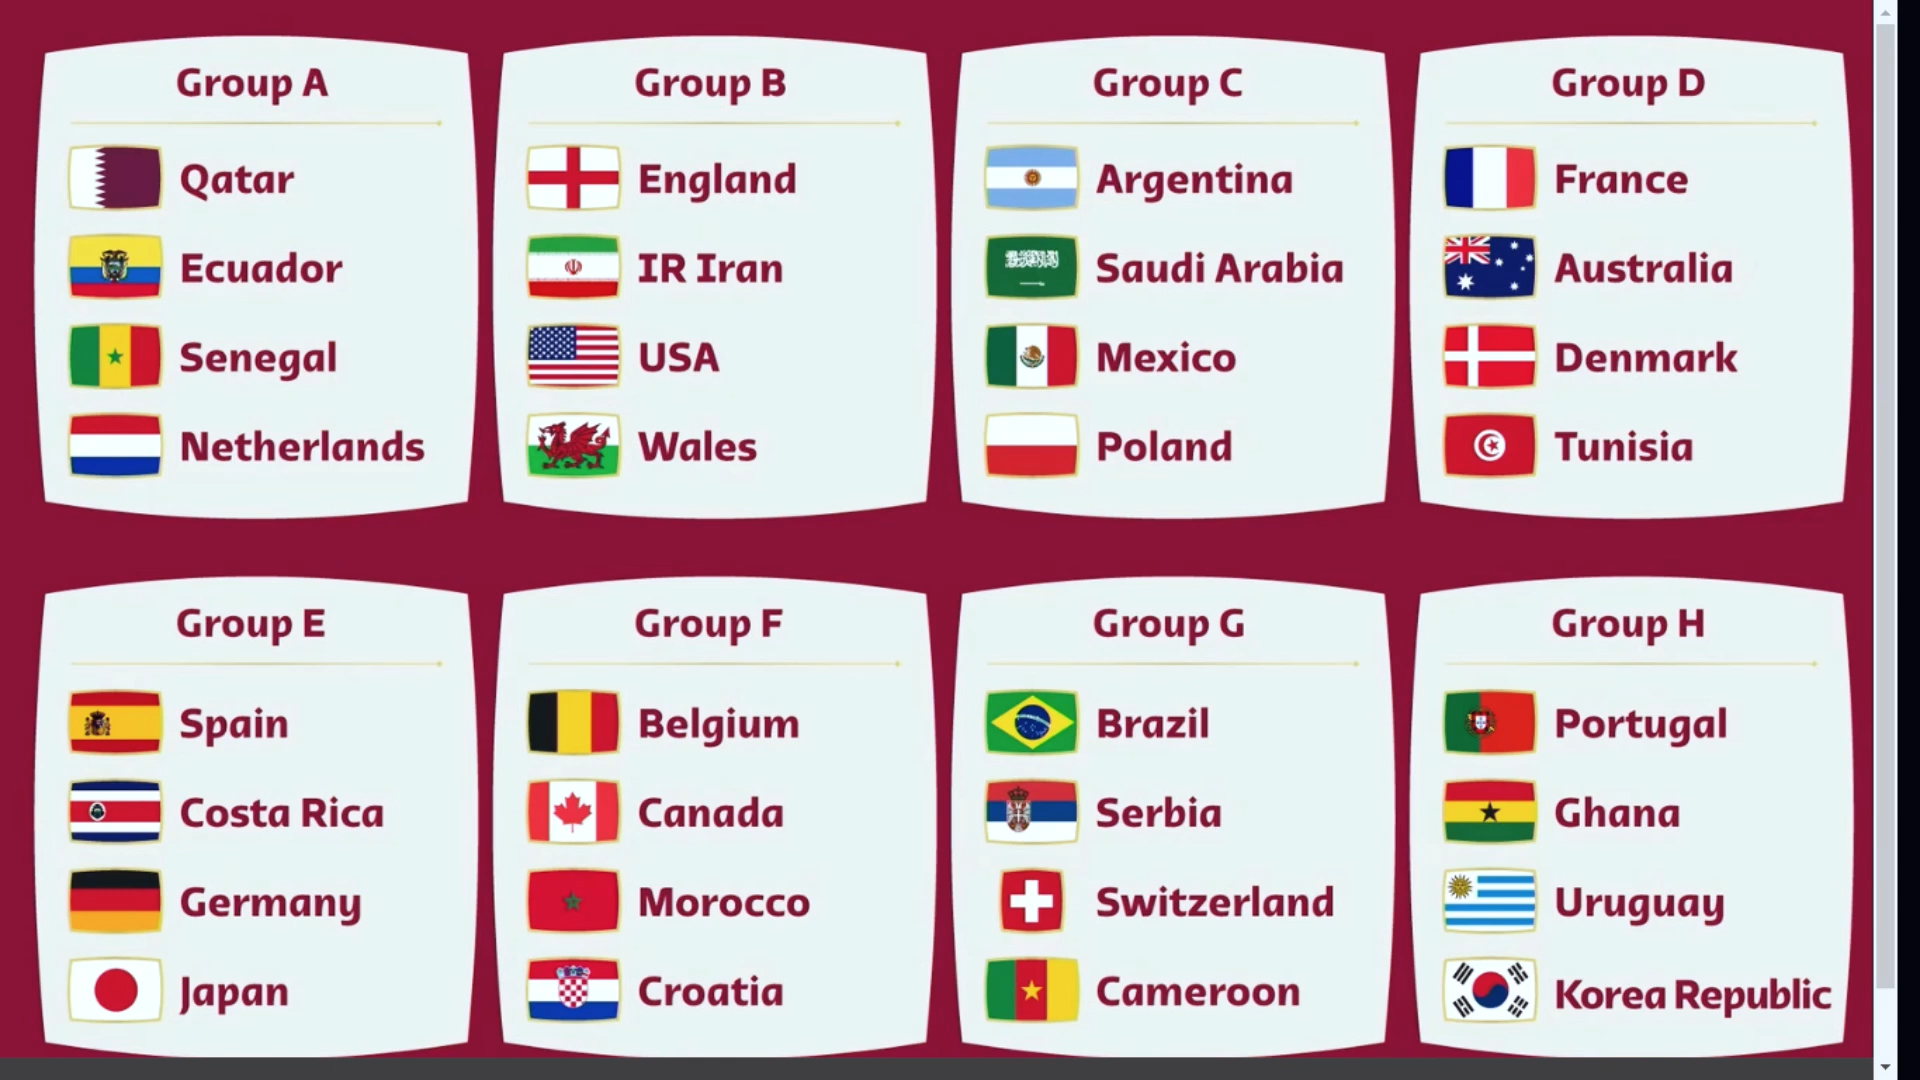 Group A
Qatar
Ecuador
Senegal
Netherlands
Group B
England
IR Iran
USA
Wales
Group C
Argentina
Saudi Arabia
Mexico
Poland
Group D
France
Australia
Denmark
Tunisia
Group E
Spain
Costa Rica
Germany
Japan
Group F
Belgium
Canada
Morocco
Croatia
Group G
Brazil
Serbia
Switzerland
Cameroon
Group H
Portugal
Ghana
Uruguay
Korea Republic